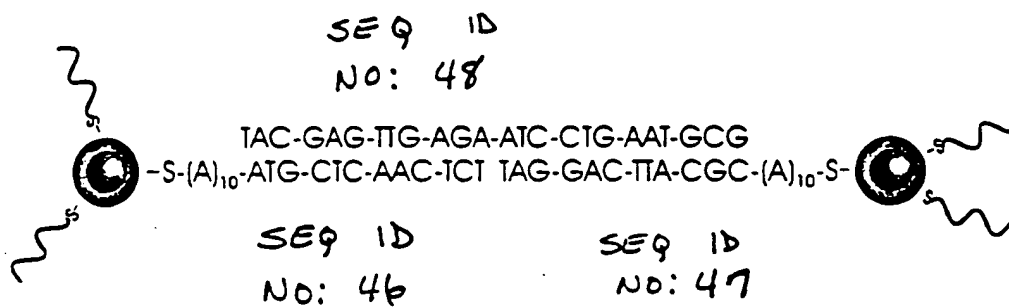 SEQ ID
NO: 48
TAC-GAG-TTG-AGA-ATC-CTG-AAT-GCG
-S-(A)10-ATG-CTC-AAC-TCT TAG-GAC-TTA-CGC-(A)10-S-
S
S
S
S
SEQ ID
NO: 46
SEQ ID
NO: 47